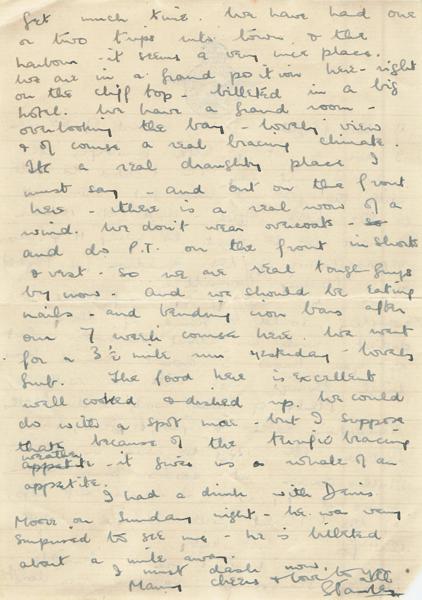 get much time. We have had one
or two trips into town, & the
harbour - it seems a very nice place.
We are in a grand position here - right
on the cliff top - billeted in a big
hotel. We have a grand room -
overlooking the bay - lovely view
& of course a real bracing climate.
Its a real draughty place I
must say - and out on the front
here - there is a real wow of a
wind. We don't wear overcoats - so
and do P.T. on the front in shorts
& vest - so we are real tough guys
by now - and we should be eating
nails - and bending iron bars after
our 7 week course here. We went
for a 3½ mile run yesterday - lovely
The food here is excellent
well cooked & dished up. We could
do with a spot more - but I suppose
thats because of the terrific bracing
weather
appetite - it gives us a whale of an
appetite.
I had a drink with Denis
Moore on Sunday night - he was very
surprised to see me - he is billeted
about a mile away.
I must dash now.
Many cheers & love to you all
Stanley